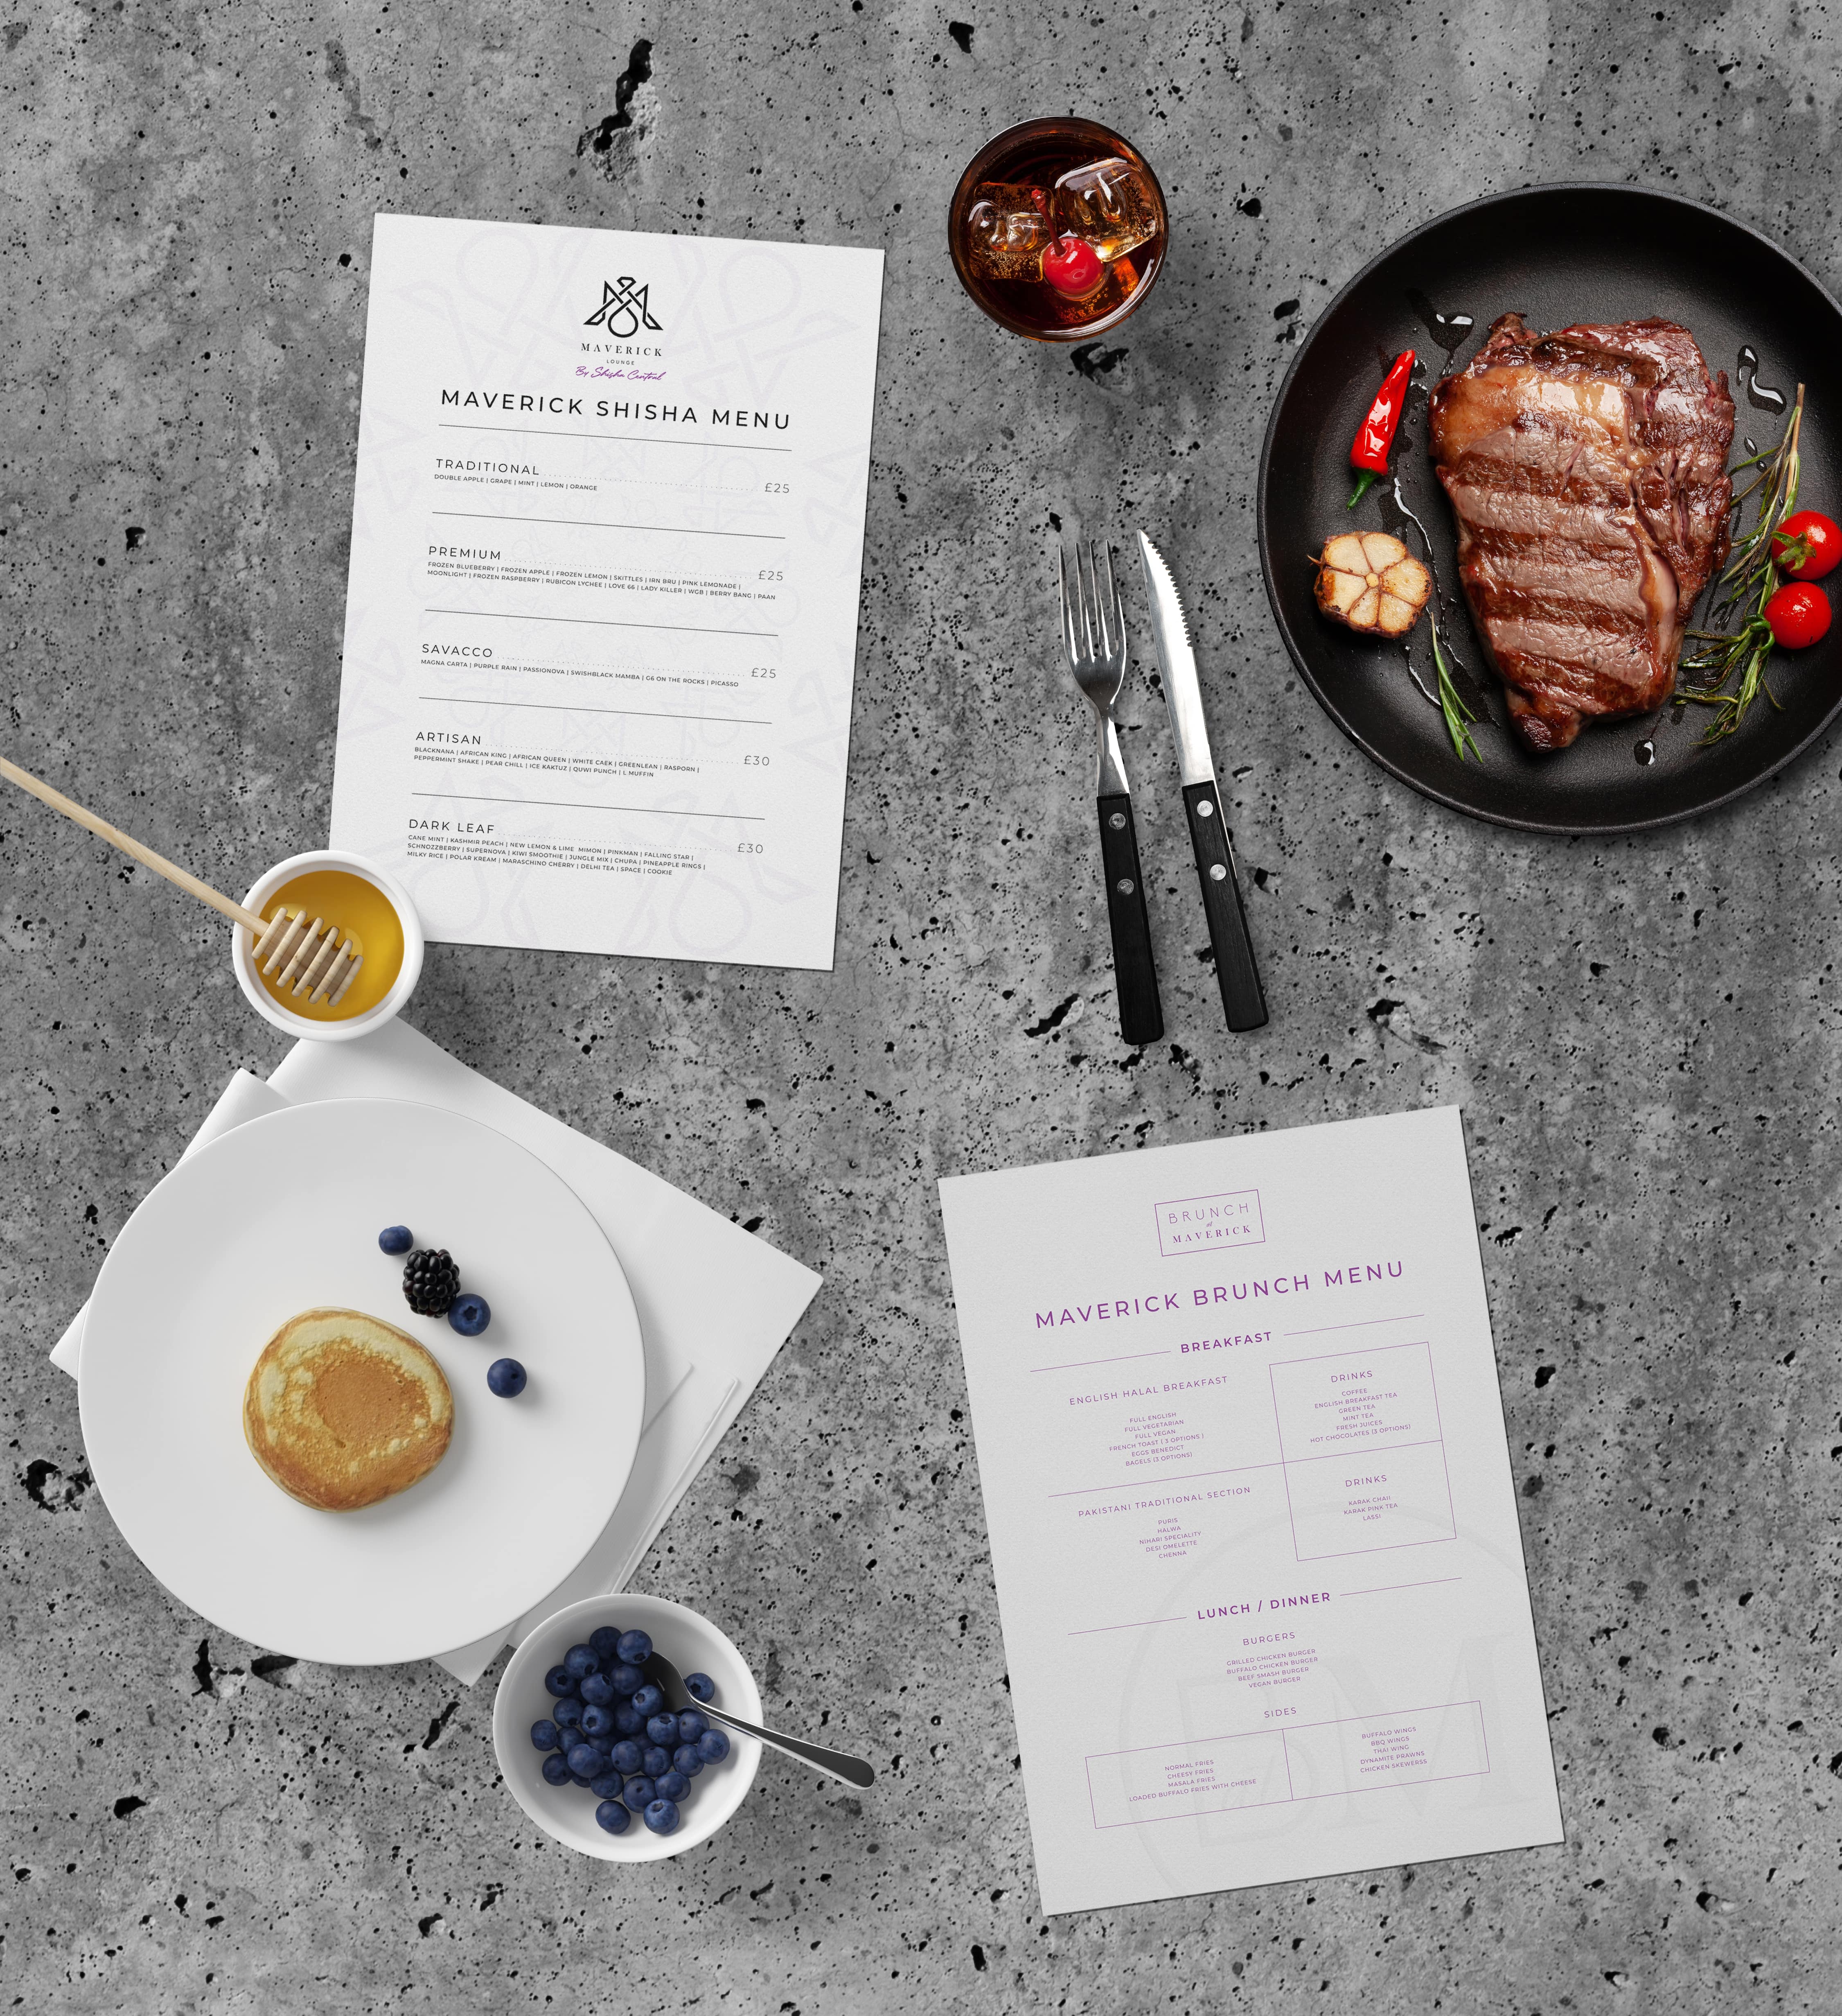 MAVERICK
LOUNGE
By Shisha Central
MAVERICK SHISHA MENU
TRADITIONAL £25
DOUBLE APPLE | GRAPE | MINT | LEMON | ORANGE
PREMIUM £25
FROZEN BLUEBERRY | FROZEN APPLE | FROZEN LEMON | SKITTLES | IRN BRU | PINK LEMONADE |
MOONLIGHT | FROZEN RASPBERRY | RUBICON LYCHEE | LOVE 66 | LADY KILLER | WGB | BERRY BANG | PAAN
SAVACCO £25
MAGNA CARTA | PURPLE RAIN | PASSIONOVA | SWISHBLACK MAMBA | G6 ON THE ROCKS | PICASSO
ARTISAN £30
BLACKNANA | AFRICAN KING | AFRICAN QUEEN | WHITE CAEK | GREENLEAN | RASPORN |
PEPPERMINT SHAKE | PEAR CHILL | ICE KAKTUZ | QUWI PUNCH | L.MUFFIN
DARK LEAF £30
CANE MINT | KASHMIR PEACH | NEW LEMON & LIME MIMON | PINKMAN | FALLING STAR |
SCHNOZZBERRY | SUPERNOVA | KIWI SMOOTHIE | JUNGLE MIX | CHUPA | PINEAPPLE RINGS |
MILKY RICE | POLAR KREAM | MARASCHINO CHERRY | DELHI TEA | SPACE | COOKIE
BRUNCH
at
MAVERICK
MAVERICK BRUNCH MENU
BREAKFAST
ENGLISH HALAL BREAKFAST
FULL ENGLISH
FULL VEGETARIAN
FULL VEGAN
FRENCH TOAST ( 3 OPTIONS )
EGGS BENEDICT
BAGELS (3 OPTIONS)
DRINKS
COFFEE
ENGLISH BREAKFAST TEA
GREEN TEA
MINT TEA
FRESH JUICES
HOT CHOCOLATES (3 OPTIONS)
PAKISTANI TRADITIONAL SECTION
PURIS
HALWA
NIHARI SPECIALITY
DESI OMELETTE
CHENNA
DRINKS
KARAK CHAII
KARAK PINK TEA
LASSI
LUNCH / DINNER
BURGERS
GRILLED CHICKEN BURGER
BUFFALO CHICKEN BURGER
BEEF SMASH BURGER
VEGAN BURGER
SIDES
NORMAL FRIES
CHEESY FRIES
MASALA FRIES
LOADED BUFFALO FRIES WITH CHEESE
BUFFALO WINGS
BBQ WINGS
THAI WING
DYNAMITE PRAWNS
CHICKEN SKEWERSS